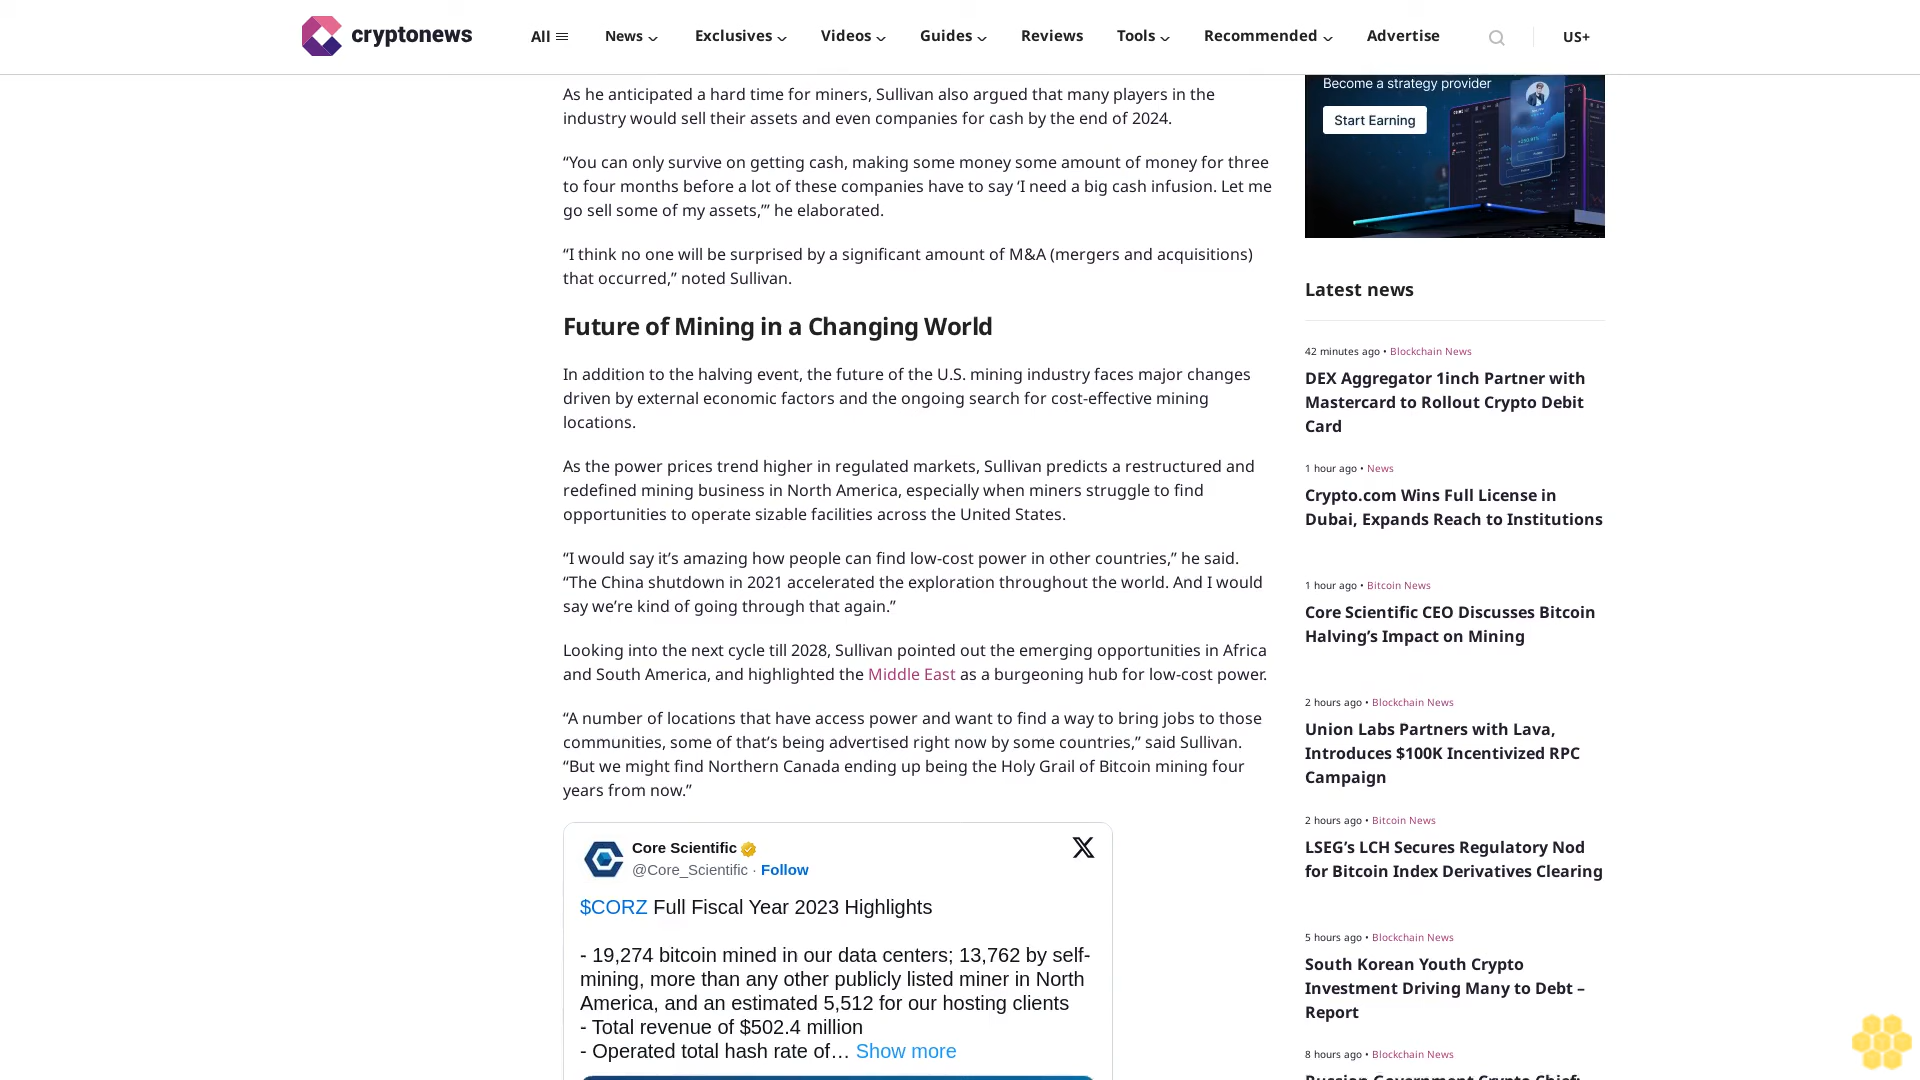 cryptonews
All
News
Exclusives
Videos
Guides
Reviews
Tools
Recommended
Advertise
US+
As he anticipated a hard time for miners, Sullivan also argued that many players in the
industry would sell their assets and even companies for cash by the end of 2024.
“You can only survive on getting cash, making some money some amount of money for three
to four months before a lot of these companies have to say ‘I need a big cash infusion. Let me
go sell some of my assets,’” he elaborated.
“I think no one will be surprised by a significant amount of M&A (mergers and acquisitions)
that occurred,” noted Sullivan.
Future of Mining in a Changing World
In addition to the halving event, the future of the U.S. mining industry faces major changes
driven by external economic factors and the ongoing search for cost-effective mining
locations.
As the power prices trend higher in regulated markets, Sullivan predicts a restructured and
redefined mining business in North America, especially when miners struggle to find
opportunities to operate sizable facilities across the United States.
“I would say it’s amazing how people can find low-cost power in other countries,” he said.
“The China shutdown in 2021 accelerated the exploration throughout the world. And I would
say we’re kind of going through that again.”
Looking into the next cycle till 2028, Sullivan pointed out the emerging opportunities in Africa
and South America, and highlighted the Middle East as a burgeoning hub for low-cost power.
“A number of locations that have access power and want to find a way to bring jobs to those
communities, some of that’s being advertised right now by some countries,” said Sullivan.
“But we might find Northern Canada ending up being the Holy Grail of Bitcoin mining four
years from now.”
Core Scientific
@Core_Scientific · Follow
$CORZ Full Fiscal Year 2023 Highlights
- 19,274 bitcoin mined in our data centers; 13,762 by self-
mining, more than any other publicly listed miner in North
America, and an estimated 5,512 for our hosting clients
- Total revenue of $502.4 million
- Operated total hash rate of… Show more
Become a strategy provider
Start Earning
Latest news
42 minutes ago • Blockchain News
DEX Aggregator 1inch Partner with
Mastercard to Rollout Crypto Debit
Card
1 hour ago • News
Crypto.com Wins Full License in
Dubai, Expands Reach to Institutions
1 hour ago • Bitcoin News
Core Scientific CEO Discusses Bitcoin
Halving’s Impact on Mining
2 hours ago • Blockchain News
Union Labs Partners with Lava,
Introduces $100K Incentivized RPC
Campaign
2 hours ago • Bitcoin News
LSEG’s LCH Secures Regulatory Nod
for Bitcoin Index Derivatives Clearing
5 hours ago • Blockchain News
South Korean Youth Crypto
Investment Driving Many to Debt –
Report
8 hours ago • Blockchain News
Russian Government Crypto Chief: